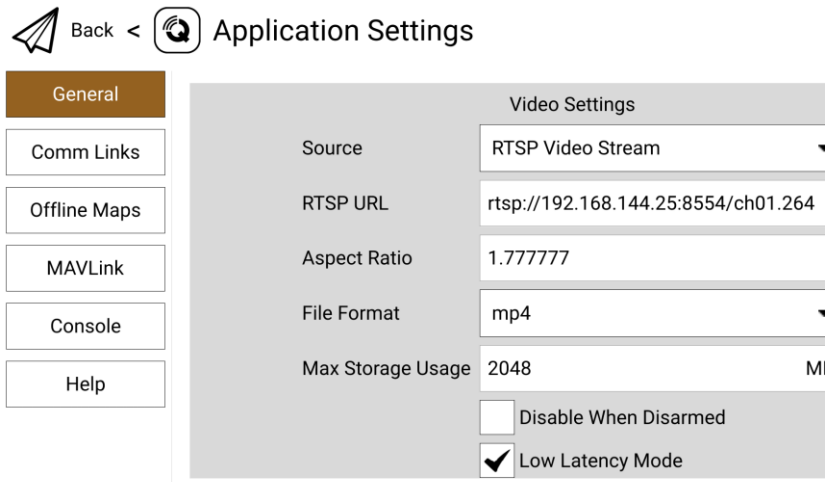 Back < Application Settings
General
Comm Links
Offline Maps
MAVLink
Console
Help
Video Settings
Source RTSP Video Stream
RTSP URL rtsp://192.168.144.25:8554/ch01.264
Aspect Ratio 1.777777
File Format mp4
Max Storage Usage 2048
Disable When Disarmed
Low Latency Mode